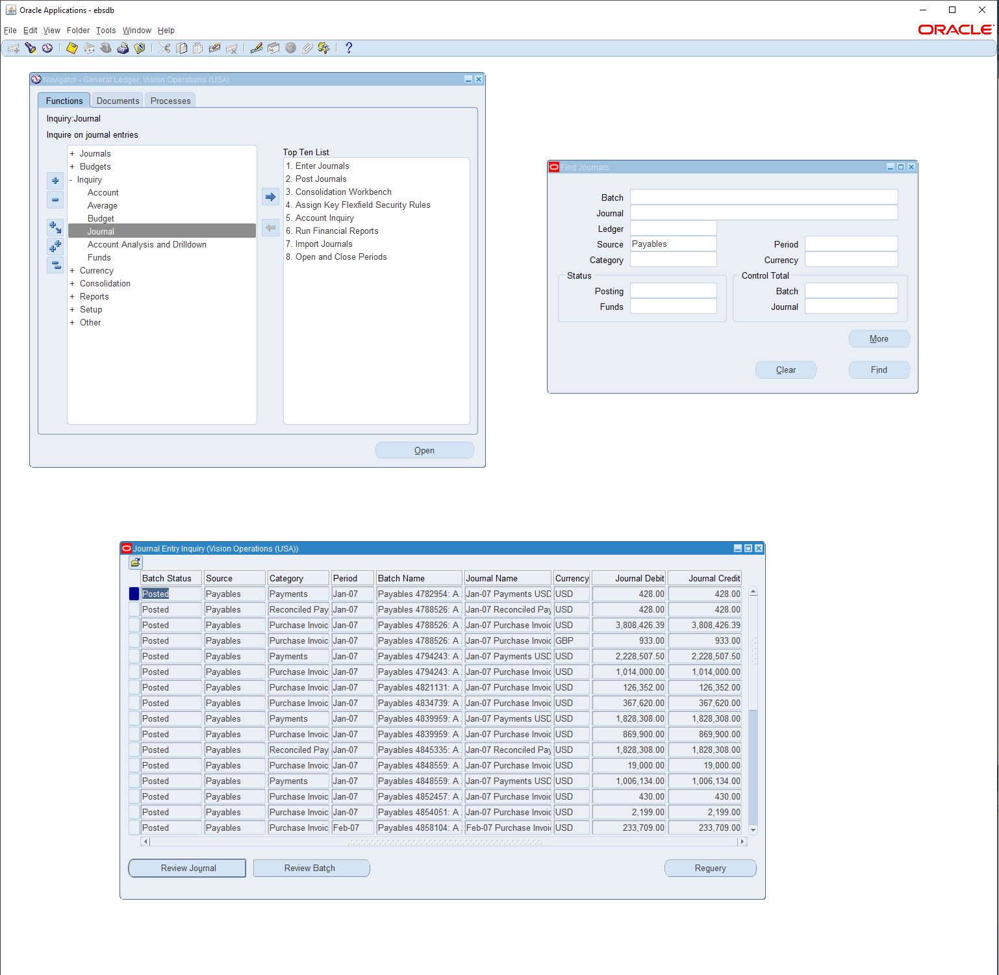 Oracle Applications - ebsdb
File Edit View Folder Tools Window Help
ORACLE
Navigator - General Ledger, Vision Operations (USA)
Functions Documents Processes
Inquiry:Journal
Inquire on journal entries
+ Journals
+ Budgets
- Inquiry
Account
Average
Budget
Journal
Account Analysis and Drilldown
Funds
+ Currency
+ Consolidation
+ Reports
+ Setup
+ Other
Top Ten List
1. Enter Journals
2. Post Journals
3. Consolidation Workbench
4. Assign Key Flexfield Security Rules
5. Account Inquiry
6. Run Financial Reports
7. Import Journals
8. Open and Close Periods
Open
Find Journals
Batch
Journal
Ledger
Source Payables Period
Category Currency
Status Control Total
Posting Batch
Funds Journal
More
Clear Find
Journal Entry Inquiry (Vision Operations (USA))
Batch Status Source Category Period Batch Name Journal Name Currency Journal Debit Journal Credit
Posted Payables Payments Jan-07 Payables 4782954: A Jan-07 Payments USD USD 428.00 428.00
Posted Payables Reconciled Pay Jan-07 Payables 4788526: A Jan-07 Reconciled Pay USD 428.00 428.00
Posted Payables Purchase Invoic Jan-07 Payables 4788526: A Jan-07 Purchase Invoic USD 3,808,426.39 3,808,426.39
Posted Payables Purchase Invoic Jan-07 Payables 4788526: A Jan-07 Purchase Invoic GBP 933.00 933.00
Posted Payables Payments Jan-07 Payables 4794243: A Jan-07 Payments USD USD 2,228,507.50 2,228,507.50
Posted Payables Purchase Invoic Jan-07 Payables 4794243: A Jan-07 Purchase Invoic USD 1,014,000.00 1,014,000.00
Posted Payables Purchase Invoic Jan-07 Payables 4821131: A Jan-07 Purchase Invoic USD 126,352.00 126,352.00
Posted Payables Purchase Invoic Jan-07 Payables 4834739: A Jan-07 Purchase Invoic USD 367,620.00 367,620.00
Posted Payables Payments Jan-07 Payables 4839959: A Jan-07 Payments USD USD 1,828,308.00 1,828,308.00
Posted Payables Purchase Invoic Jan-07 Payables 4839959: A Jan-07 Purchase Invoic USD 869,900.00 869,900.00
Posted Payables Reconciled Pay Jan-07 Payables 4845335: A Jan-07 Reconciled Pay USD 1,828,308.00 1,828,308.00
Posted Payables Purchase Invoic Jan-07 Payables 4848559: A Jan-07 Purchase Invoic USD 19,000.00 19,000.00
Posted Payables Payments Jan-07 Payables 4848559: A Jan-07 Payments USD USD 1,006,134.00 1,006,134.00
Posted Payables Purchase Invoic Jan-07 Payables 4852457: A Jan-07 Purchase Invoic USD 430.00 430.00
Posted Payables Purchase Invoic Jan-07 Payables 4854051: A Jan-07 Purchase Invoic USD 2,199.00 2,199.00
Posted Payables Purchase Invoic Feb-07 Payables 4858104: A Feb-07 Purchase Invoi USD 233,709.00 233,709.00
Review Journal Review Batch Requery